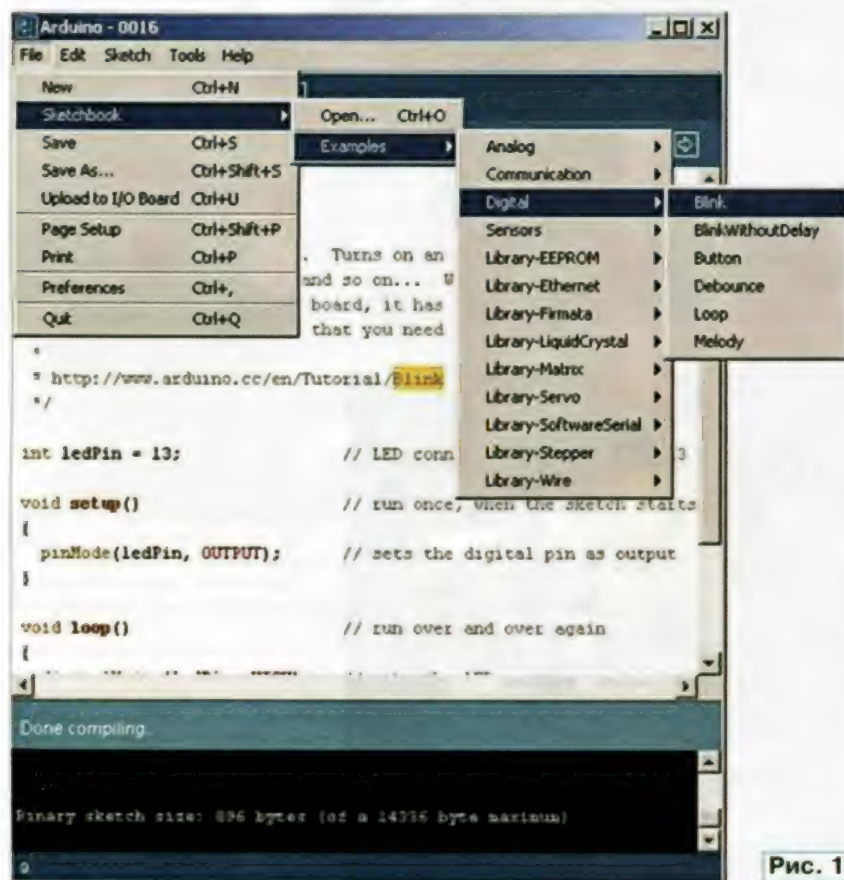 Arduino - 0016
File Edit Sketch Tools Help
New Ctrl+N
Sketchbook
Save Ctrl+S
Save As... Ctrl+Shift+S
Upload to I/O Board Ctrl+U
Page Setup Ctrl+Shift+P
Print Ctrl+P
Preferences Ctrl+,
Quit Ctrl+Q
Open... Ctrl+O
Examples
Analog
Communication
Digital
Sensors
Library-EEPROM
Library-Ethernet
Library-Firmata
Library-LiquidCrystal
Library-Matrix
Library-Servo
Library-SoftwareSerial
Library-Stepper
Library-Wire
Blink
BlinkWithoutDelay
Button
Debounce
Loop
Melody
. Turns on an
and so on... W
board, it has
that you need
*
* http://www.arduino.cc/en/Tutorial/Blink
*/
int ledPin = 13; // LED conn 3
void setup() // run once, when the sketch starts
{
pinMode(ledPin, OUTPUT); // sets the digital pin as output
}
void loop() // run over and over again
{
Done compiling.
Binary sketch size: 896 bytes (of a 14336 byte maximum)
Рис. 1